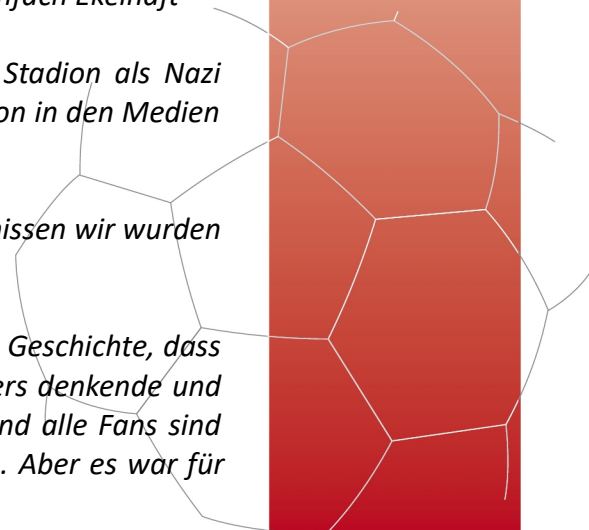 nfach Ekelhaft
Stadion als Nazi
on in den Medien
nissen wir wurden
Geschichte, dass
ers denkende und
nd alle Fans sind
. Aber es war für